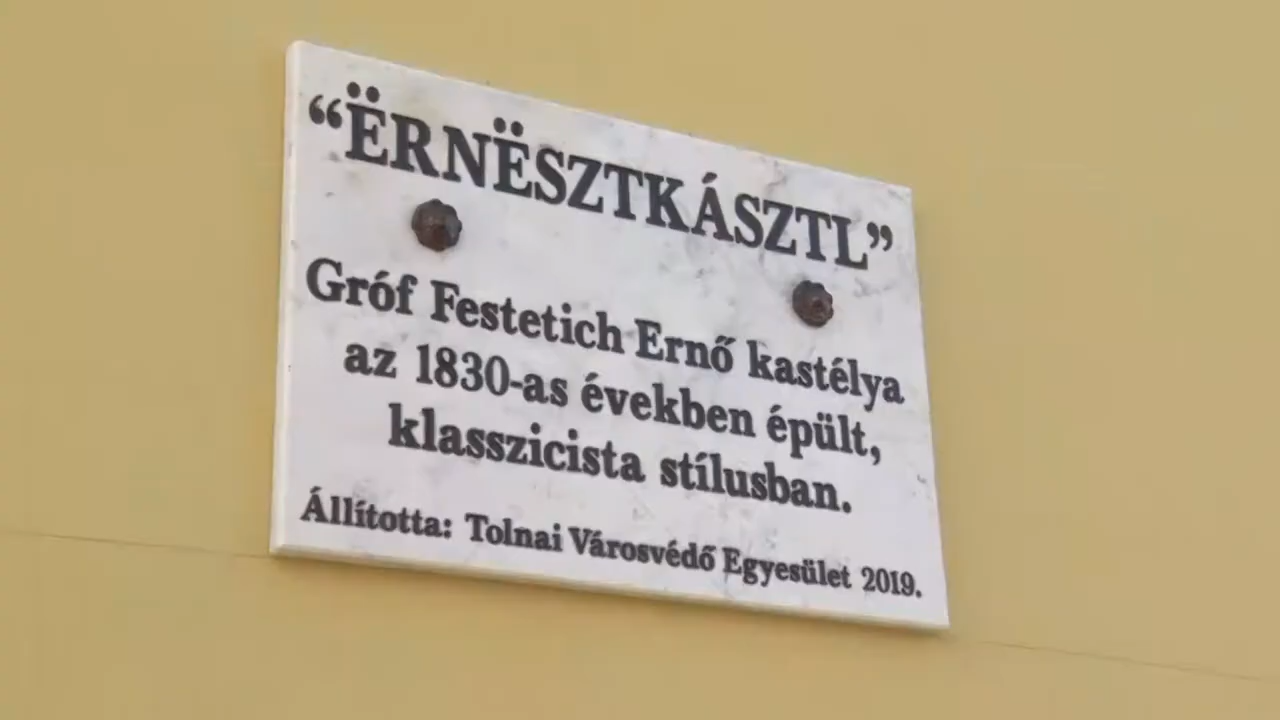 “ËRNËSZTKÁSZTL”
Gróf Festetich Ernő kastélya
az 1830-as években épült,
klasszicista stílusban.
Állította: Tolnai Városvédő Egyesület 2019.